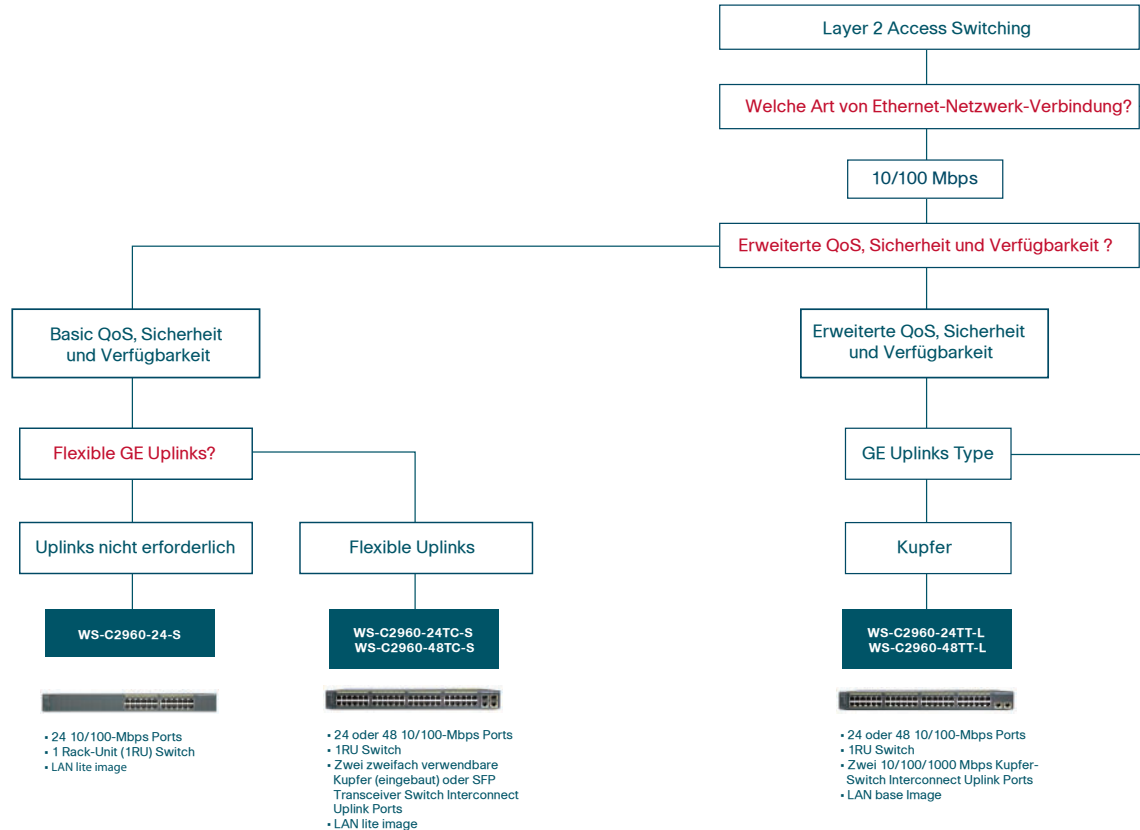 Layer 2 Access Switching
Welche Art von Ethernet-Netzwerk-Verbindung?
10/100 Mbps
Erweiterte QoS, Sicherheit und Verfügbarkeit ?
Basic QoS, Sicherheit
und Verfügbarkeit
Erweiterte QoS, Sicherheit
und Verfügbarkeit
Flexible GE Uplinks?
GE Uplinks Type
Uplinks nicht erforderlich
Flexible Uplinks
Kupfer
WS-C2960-24-S
WS-C2960-24TC-S
WS-C2960-48TC-S
WS-C2960-24TT-L
WS-C2960-48TT-L
▪ 24 10/100-Mbps Ports
▪ 1 Rack-Unit (1RU) Switch
▪ LAN lite image
▪ 24 oder 48 10/100-Mbps Ports
▪ 1RU Switch
▪ Zwei zweifach verwendbare
Kupfer (eingebaut) oder SFP
Transceiver Switch Interconnect
Uplink Ports
▪ LAN lite image
▪ 24 oder 48 10/100-Mbps Ports
▪ 1RU Switch
▪ Zwei 10/100/1000 Mbps Kupfer-
Switch Interconnect Uplink Ports
▪ LAN base Image